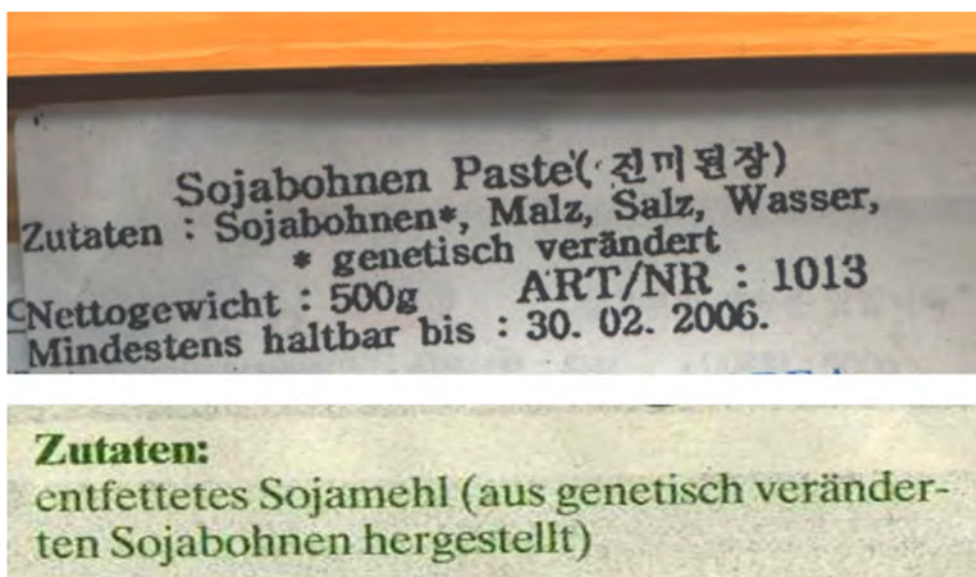 Sojabohnen Paste(진미된장)
Zutaten : Sojabohnen*, Malz, Salz, Wasser,
* genetisch verändert
Nettogewicht : 500g ART/NR : 1013
Mindestens haltbar bis : 30. 02. 2006.
Zutaten:
entfettetes Sojamehl (aus genetisch veränder-
ten Sojabohnen hergestellt)